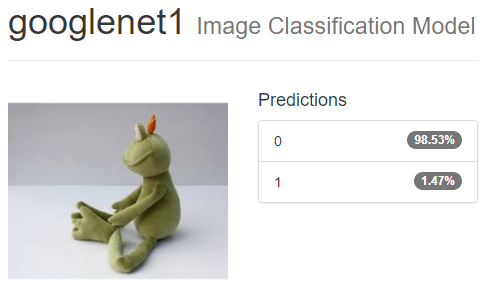 googlenet1 Image Classification Model
Predictions
0 98.53%
1 1.47%